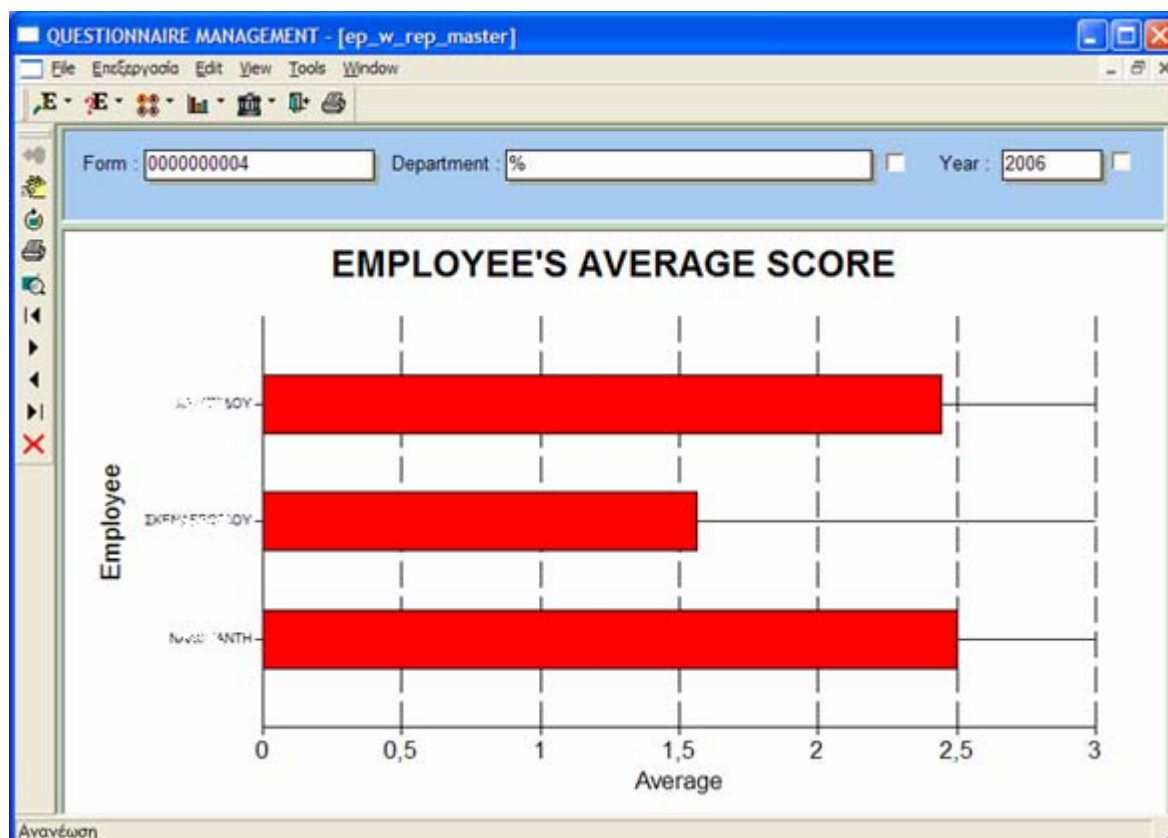 QUESTIONNAIRE MANAGEMENT - [ep_w_rep_master]
File Επεξεργασία Edit View Tools Window
Form : 0000000004 Department : % Year : 2006
EMPLOYEE'S AVERAGE SCORE
Employee
0 0,5 1 1,5 2 2,5 3
Average
Ανανέωση